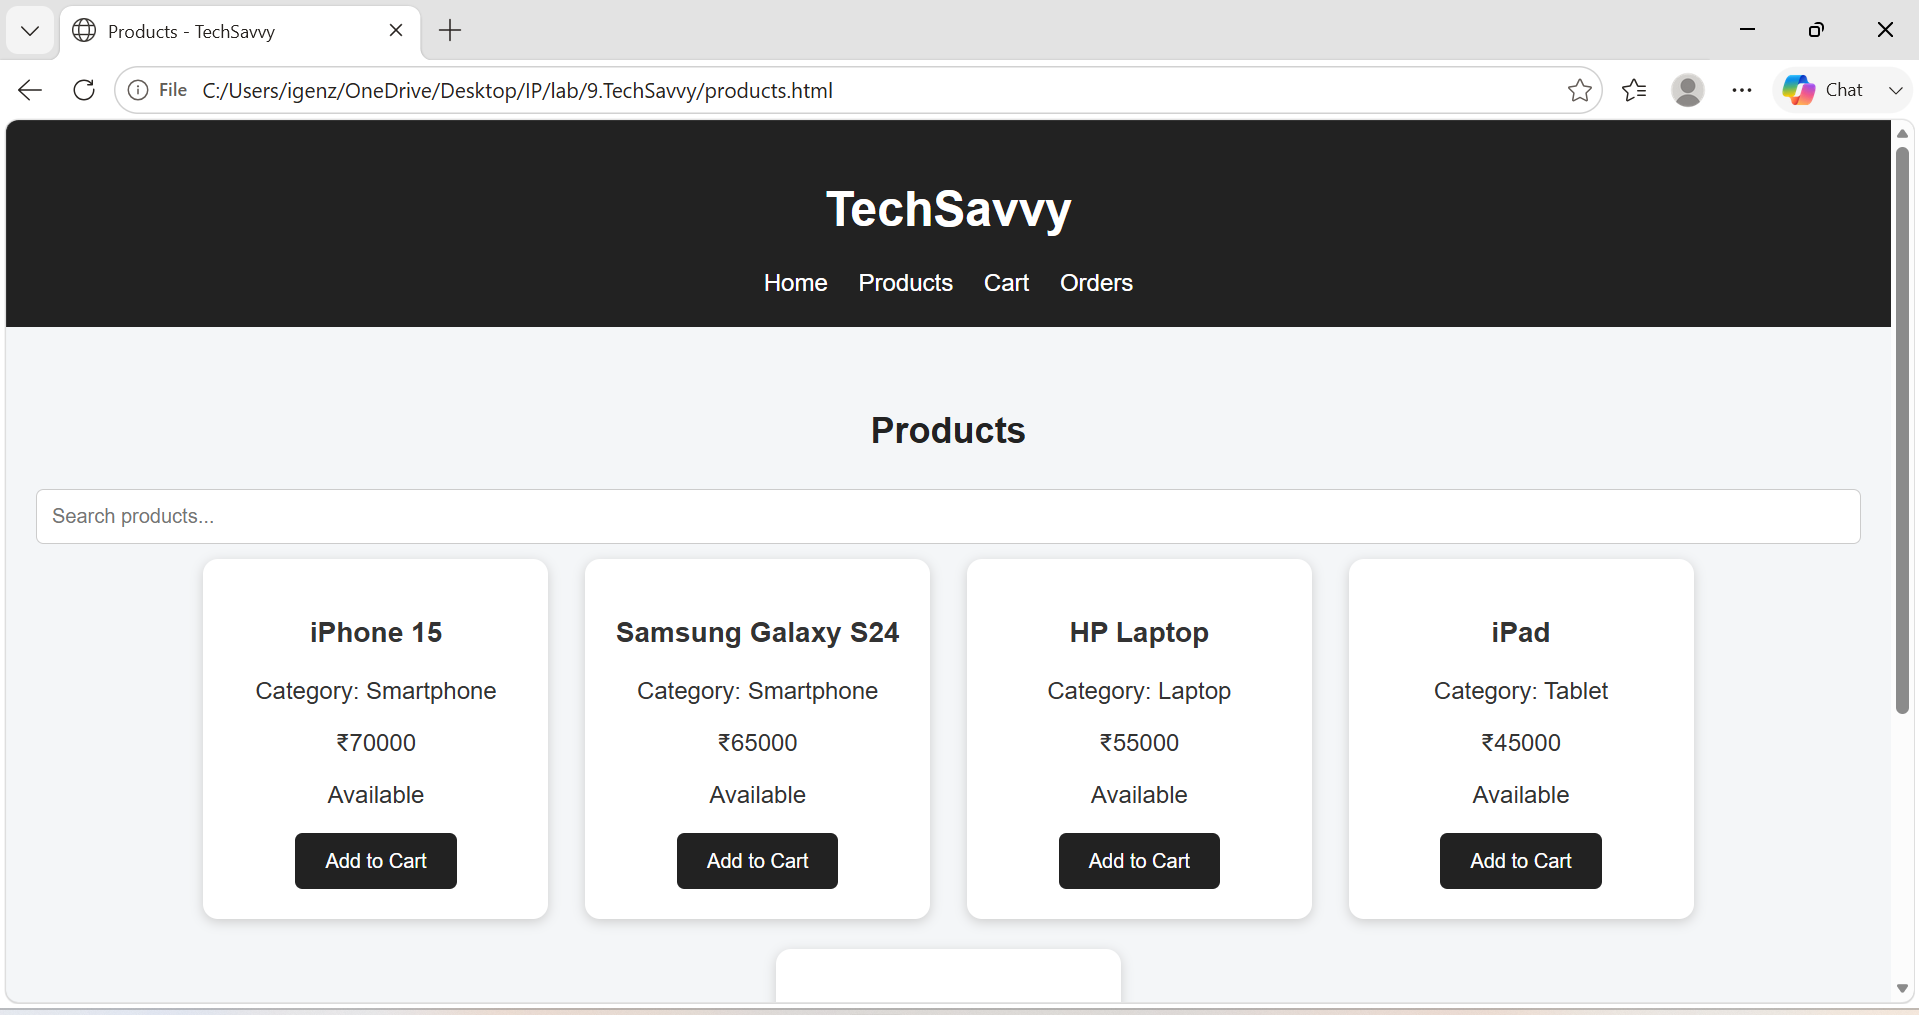 Products - TechSavvy
File C:/Users/igenz/OneDrive/Desktop/IP/lab/9.TechSavvy/products.html
Chat
TechSavvy
Home Products Cart Orders
Products
Search products...
iPhone 15
Category: Smartphone
₹70000
Available
Add to Cart
Samsung Galaxy S24
Category: Smartphone
₹65000
Available
Add to Cart
HP Laptop
Category: Laptop
₹55000
Available
Add to Cart
iPad
Category: Tablet
₹45000
Available
Add to Cart